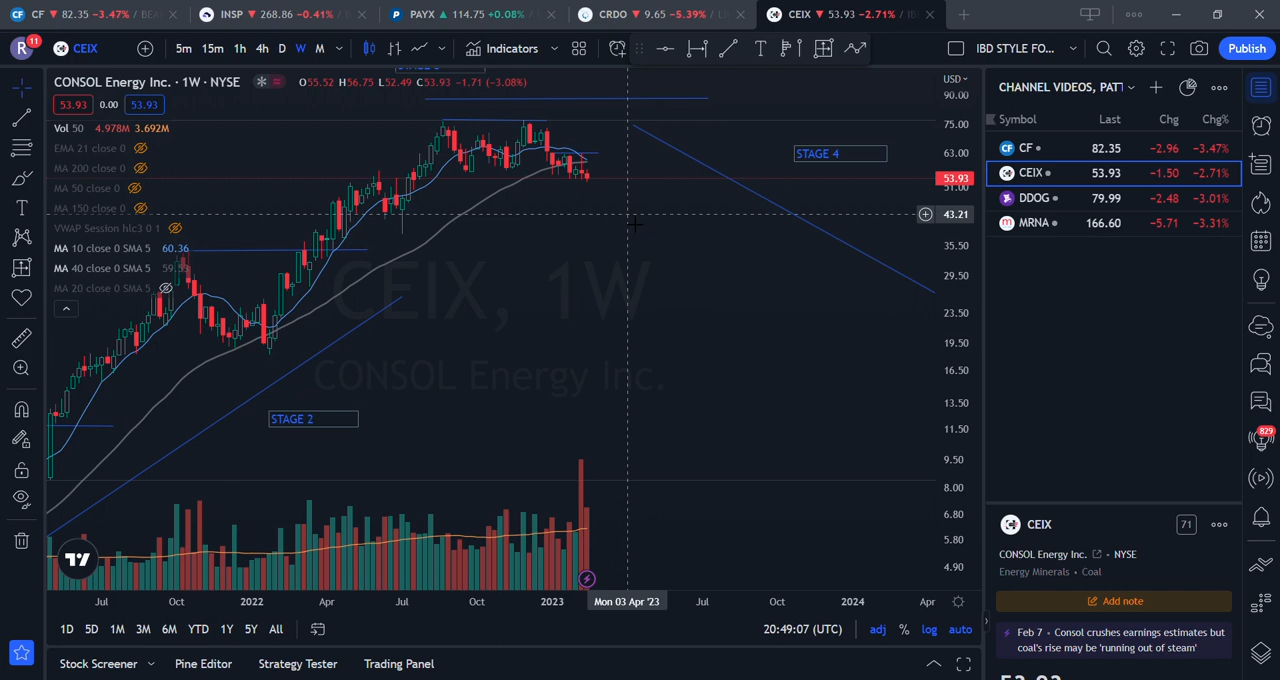 CF ▼ 82.35 −3.47% / BEA
INSP ▼ 268.86 −0.41% /
PAYX ▲ 114.75 +0.08%
CRDO ▼ 9.65 −5.39% / LI
CEIX ▼ 53.93 −2.71% / IB
R 11 CEIX 5m 15m 1h 4h D W M Indicators IBD STYLE FO... Publish
CONSOL Energy Inc. · 1W · NYSE O55.52 H56.75 L52.49 C53.93 −1.71 (−3.08%)
53.93 0.00 53.93
Vol 50 4.978M 3.692M
EMA 21 close 0
MA 200 close 0
MA 50 close 0
MA 150 close 0
VWAP Session hlc3 0 1
MA 10 close 0 SMA 5 60.36
MA 40 close 0 SMA 5
MA 20 close 0 SMA 5
STAGE 4
STAGE 2
CEIX, 1W
CONSOL Energy Inc.
USD
90.00
75.00
63.00
53.93
51.00
43.21
35.50
29.50
23.50
19.50
16.50
13.50
11.50
9.50
8.00
6.80
5.80
4.90
Jul Oct 2022 Apr Jul Oct 2023 Mon 03 Apr '23 Jul Oct 2024 Apr
1D 5D 1M 3M 6M YTD 1Y 5Y All 20:49:07 (UTC) adj % log auto
Stock Screener Pine Editor Strategy Tester Trading Panel
CHANNEL VIDEOS, PATT
Symbol Last Chg Chg%
CF 82.35 −2.96 −3.47%
CEIX 53.93 −1.50 −2.71%
DDOG 79.99 −2.48 −3.01%
MRNA 166.60 −5.71 −3.31%
CEIX 71
CONSOL Energy Inc. · NYSE
Energy Minerals • Coal
Add note
Feb 7 • Consol crushes earnings estimates but
coal's rise may be 'running out of steam'
829